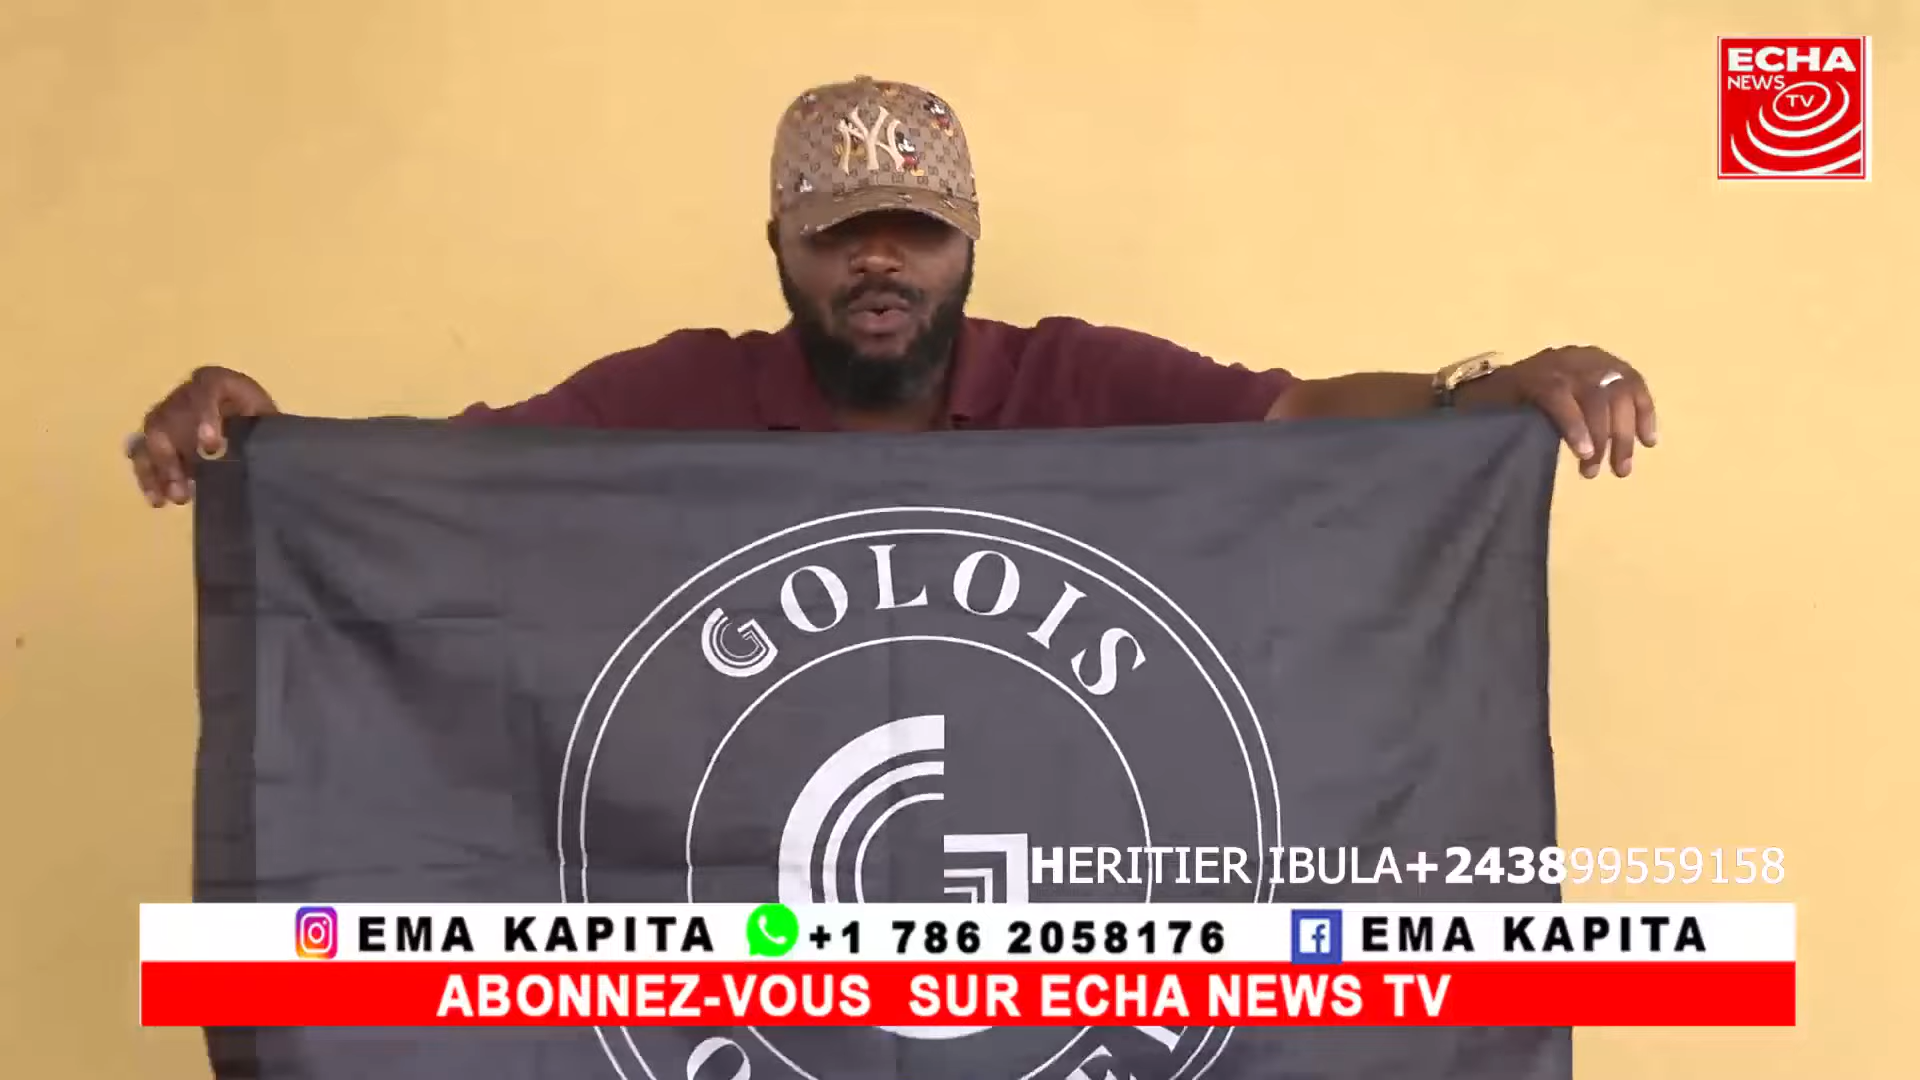 ECHA
NEWS
TV
NY
GOLOIS
G
HERITIER IBULA+243899559158
EMA KAPITA +1 786 2058176 EMA KAPITA
ABONNEZ-VOUS SUR ECHA NEWS TV